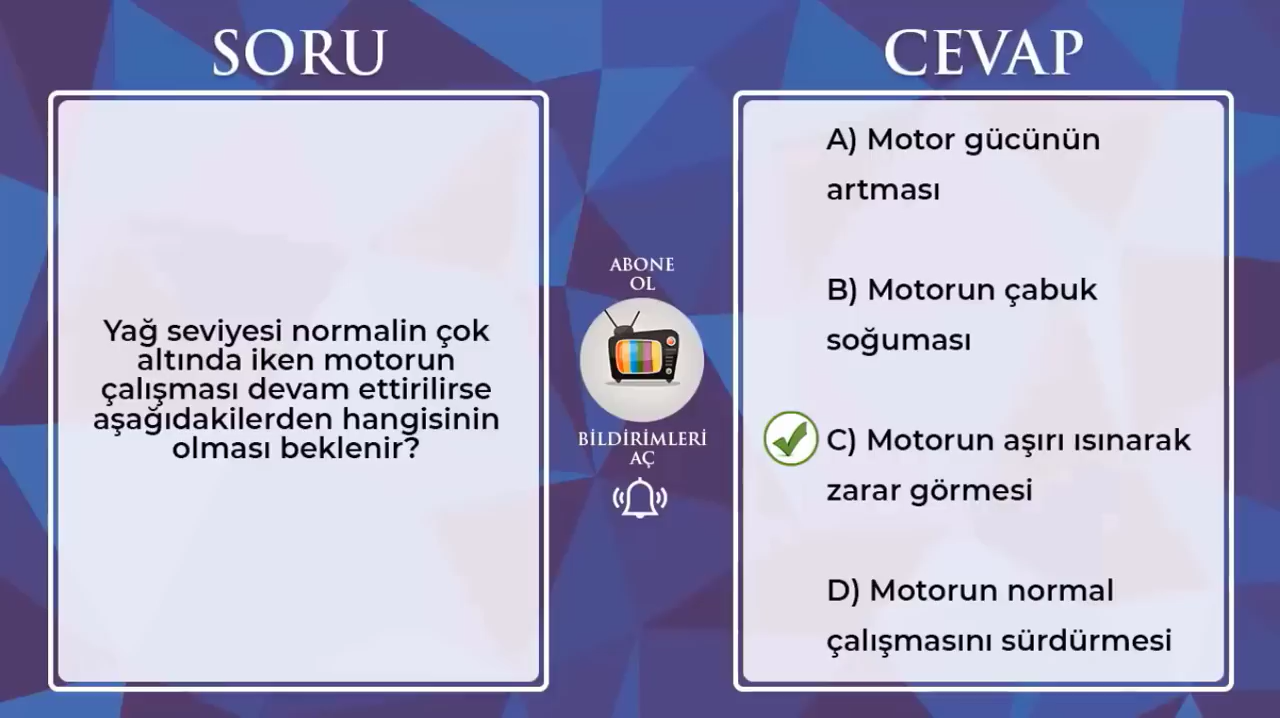 SORU
Yağ seviyesi normalin çok
altında iken motorun
çalışması devam ettirilirse
aşağıdakilerden hangisinin
olması beklenir?
ABONE
OL
BİLDİRİMLERİ
AÇ
CEVAP
A) Motor gücünün
artması
B) Motorun çabuk
soğuması
C) Motorun aşırı ısınarak
zarar görmesi
D) Motorun normal
çalışmasını sürdürmesi